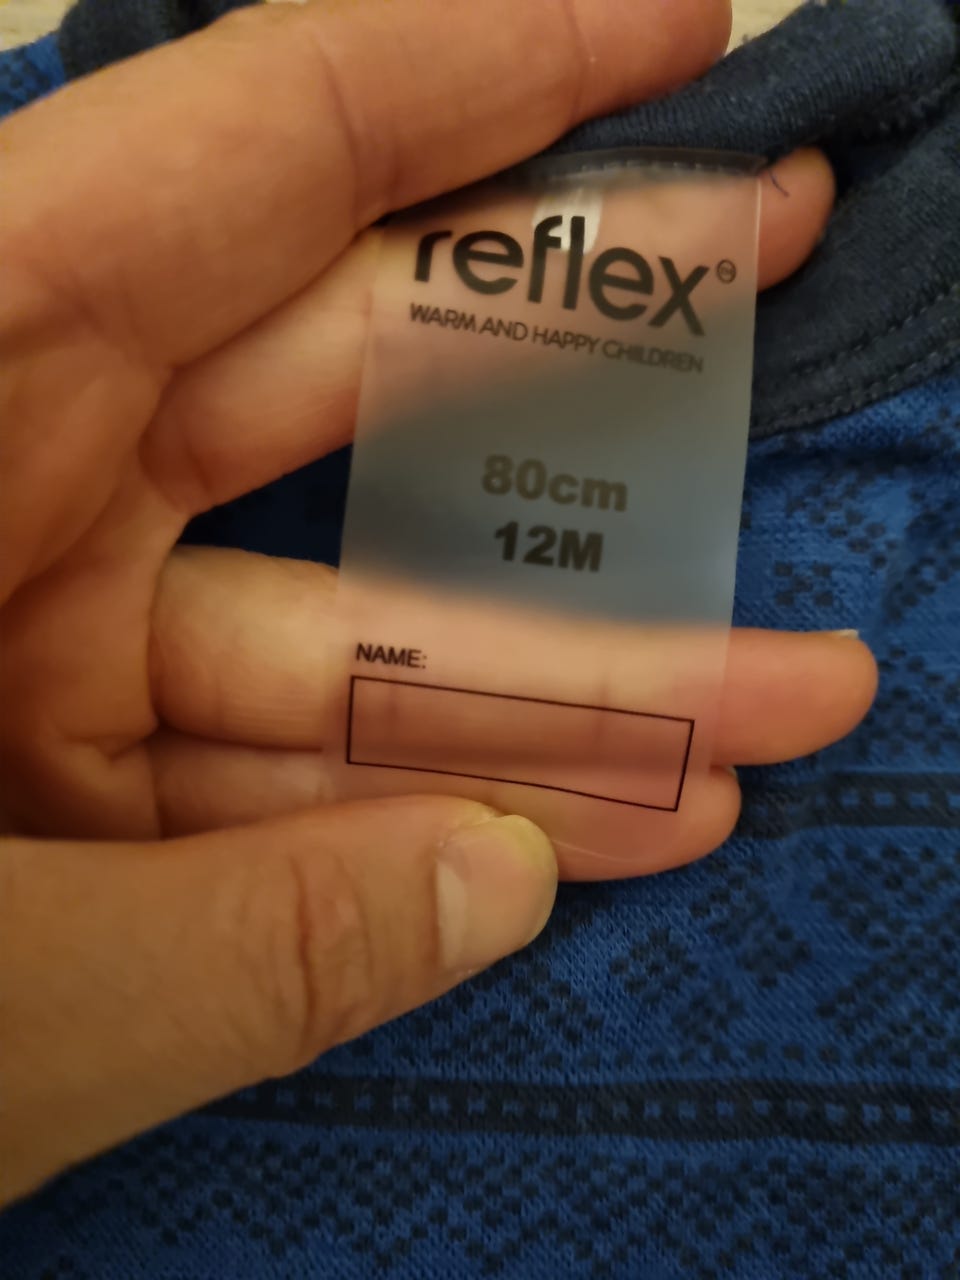 reflex
WARM AND HAPPY CHILDREN
80cm
12M
NAME: